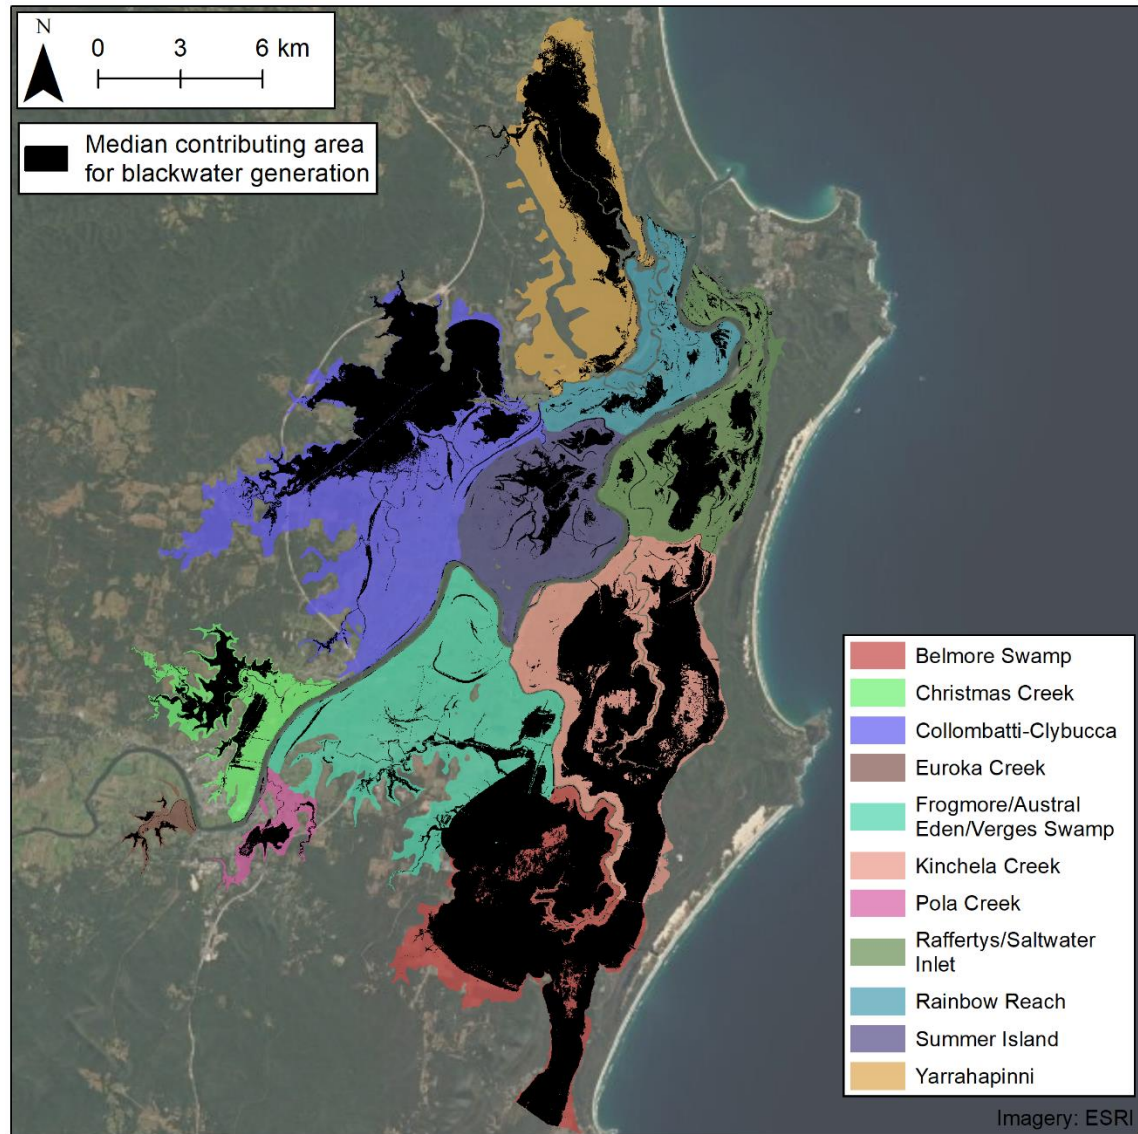 N
0 3 6 km
Median contributing area
for blackwater generation
Belmore Swamp
Christmas Creek
Collombatti-Clybucca
Euroka Creek
Frogmore/Austral
Eden/Verges Swamp
Kinchela Creek
Pola Creek
Raffertys/Saltwater
Inlet
Rainbow Reach
Summer Island
Yarrahapinni
Imagery: ESRI